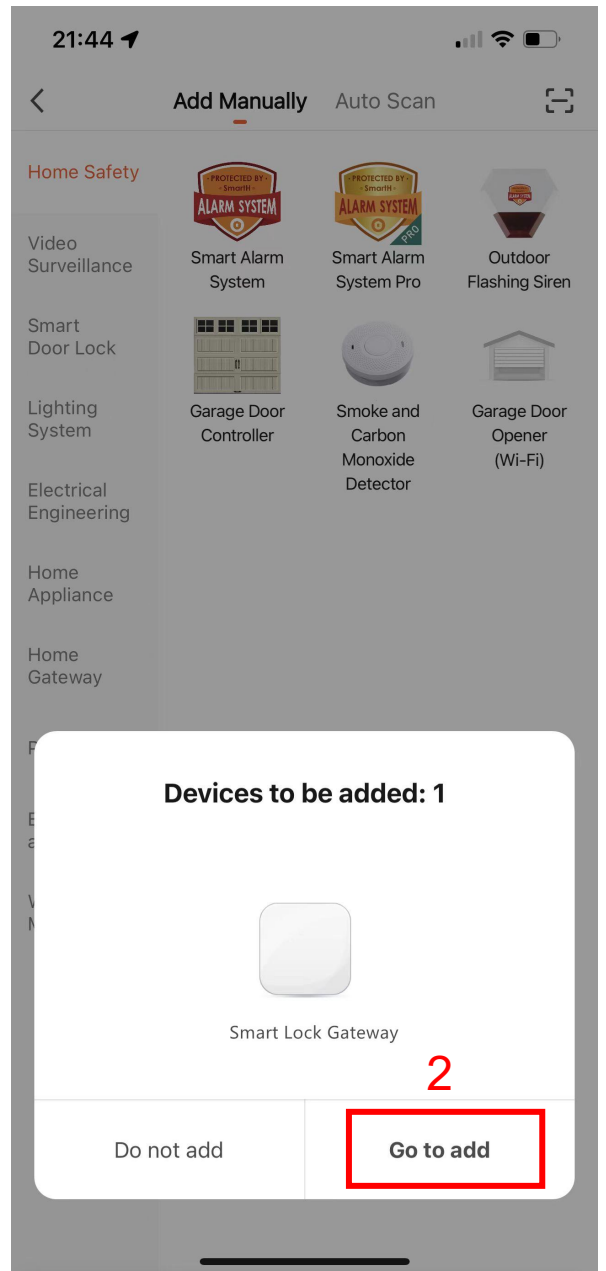 21:44
Add Manually Auto Scan
Home Safety
Video
Surveillance
Smart
Door Lock
Lighting
System
Electrical
Engineering
Home
Appliance
Home
Gateway
PROTECTED BY
SmartH
ALARM SYSTEM
Smart Alarm
System
PROTECTED BY
SmartH
ALARM SYSTEM
PRO
Smart Alarm
System Pro
ALARM SYSTEM
Outdoor
Flashing Siren
Garage Door
Controller
Smoke and
Carbon
Monoxide
Detector
Garage Door
Opener
(Wi-Fi)
Devices to be added: 1
Smart Lock Gateway
2
Do not add
Go to add